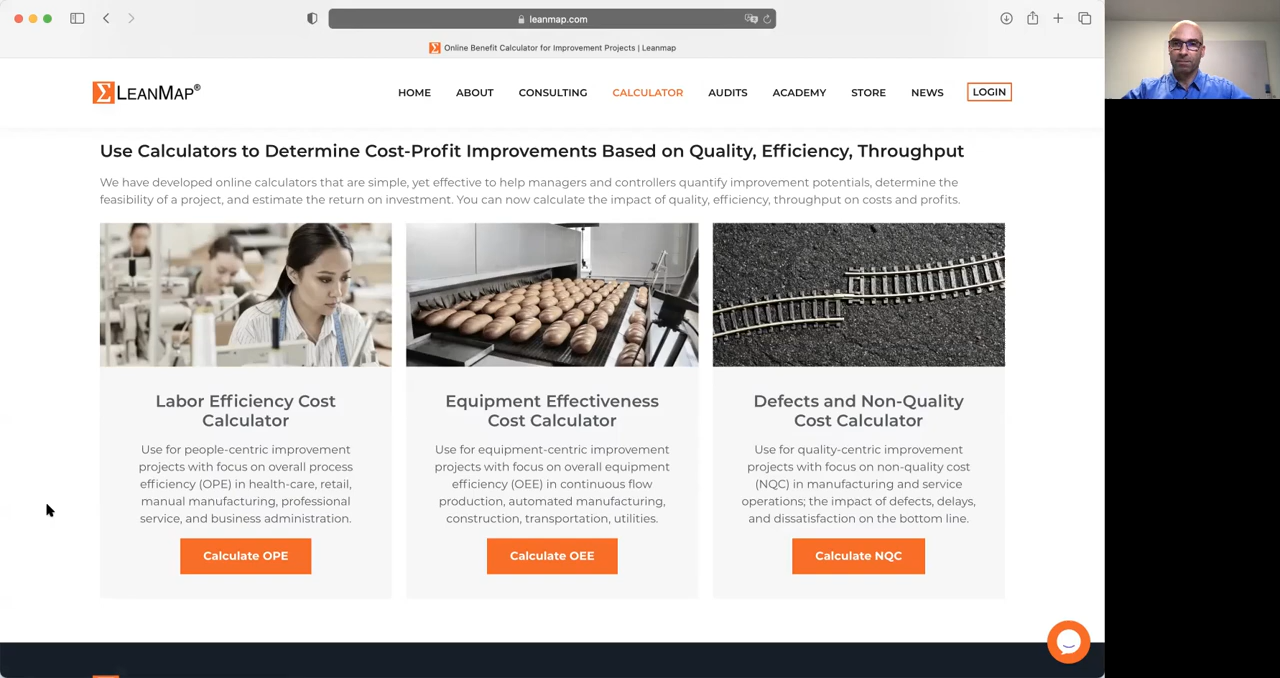 leanmap.com
Online Benefit Calculator for Improvement Projects | Leanmap
LEANMAP®
HOME
ABOUT
CONSULTING
CALCULATOR
AUDITS
ACADEMY
STORE
NEWS
LOGIN
Use Calculators to Determine Cost-Profit Improvements Based on Quality, Efficiency, Throughput
We have developed online calculators that are simple, yet effective to help managers and controllers quantify improvement potentials, determine the
feasibility of a project, and estimate the return on investment. You can now calculate the impact of quality, efficiency, throughput on costs and profits.
Labor Efficiency Cost
Calculator
Use for people-centric improvement
projects with focus on overall process
efficiency (OPE) in health-care, retail,
manual manufacturing, professional
service, and business administration.
Calculate OPE
Equipment Effectiveness
Cost Calculator
Use for equipment-centric improvement
projects with focus on overall equipment
efficiency (OEE) in continuous flow
production, automated manufacturing,
construction, transportation, utilities.
Calculate OEE
Defects and Non-Quality
Cost Calculator
Use for quality-centric improvement
projects with focus on non-quality cost
(NQC) in manufacturing and service
operations; the impact of defects, delays,
and dissatisfaction on the bottom line.
Calculate NQC